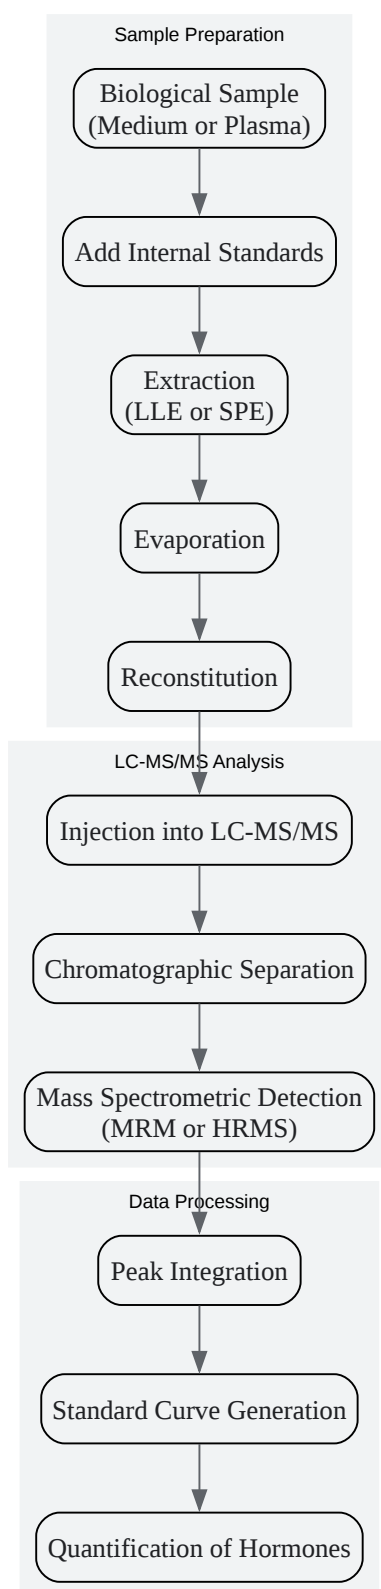 Sample Preparation
Biological Sample
(Medium or Plasma)
Add Internal Standards
Extraction
(LLE or SPE)
Evaporation
Reconstitution
LC-MS/MS Analysis
Injection into LC-MS/MS
Chromatographic Separation
Mass Spectrometric Detection
(MRM or HRMS)
Data Processing
Peak Integration
Standard Curve Generation
Quantification of Hormones